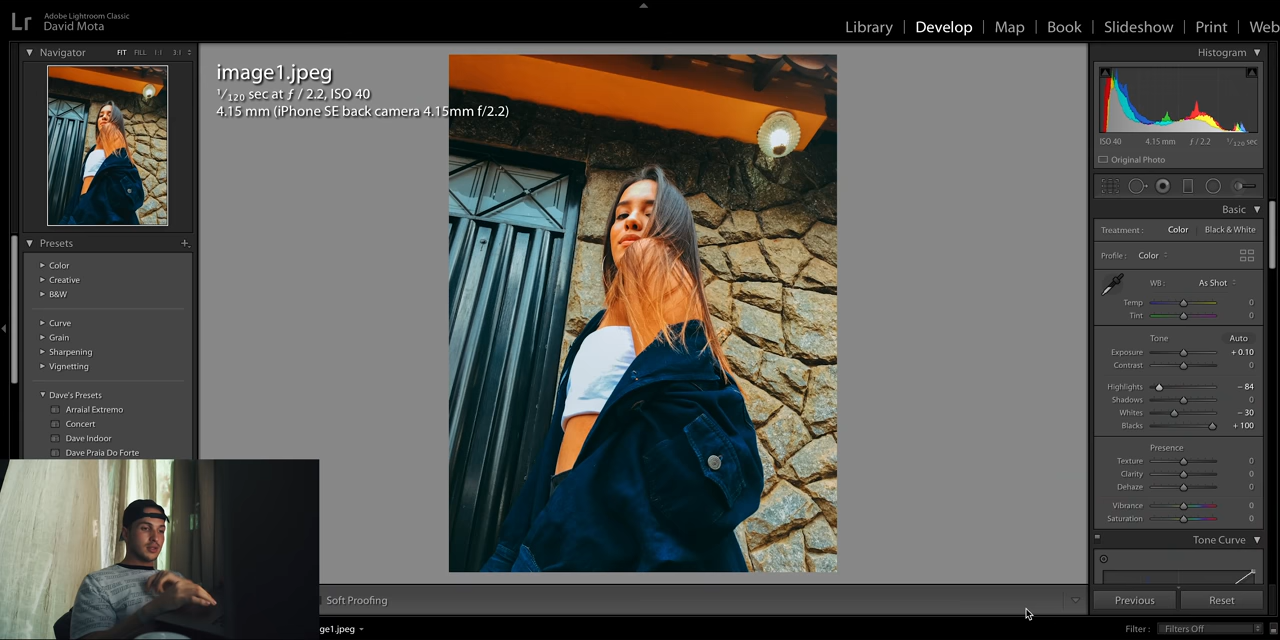 Lr
Adobe Lightroom Classic
David Mota
Library | Develop | Map | Book | Slideshow | Print | Web
Navigator FIT FILL 1:1 3:1
image1.jpeg
1/120 sec at ƒ / 2.2, ISO 40
4.15 mm (iPhone SE back camera 4.15mm f/2.2)
Presets +
Color
Creative
B&W
Curve
Grain
Sharpening
Vignetting
Dave's Presets
Arraial Extremo
Concert
Dave Indoor
Dave Praia Do Forte
Soft Proofing
ge1.jpeg
Histogram
ISO 40 4.15 mm ƒ / 2.2 1/120 sec
Original Photo
Basic
Treatment : Color Black & White
Profile : Color
WB : As Shot
Temp 0
Tint 0
Tone Auto
Exposure + 0.10
Contrast 0
Highlights − 84
Shadows 0
Whites − 30
Blacks + 100
Presence
Texture 0
Clarity 0
Dehaze 0
Vibrance 0
Saturation 0
Tone Curve
Previous Reset
Filter : Filters Off